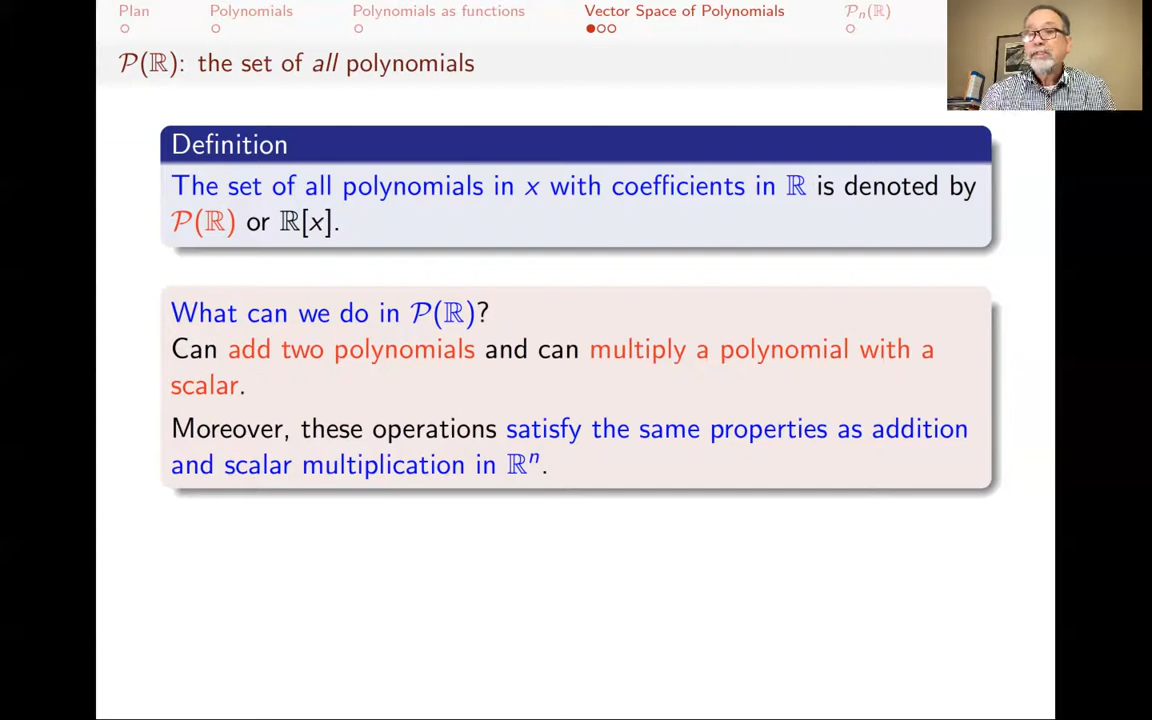 Plan Polynomials Polynomials as functions Vector Space of Polynomials 𝒫ₙ(ℝ)
𝒫(ℝ): the set of all polynomials
Definition
The set of all polynomials in x with coefficients in ℝ is denoted by
𝒫(ℝ) or ℝ[x].
What can we do in 𝒫(ℝ)?
Can add two polynomials and can multiply a polynomial with a
scalar.
Moreover, these operations satisfy the same properties as addition
and scalar multiplication in ℝⁿ.